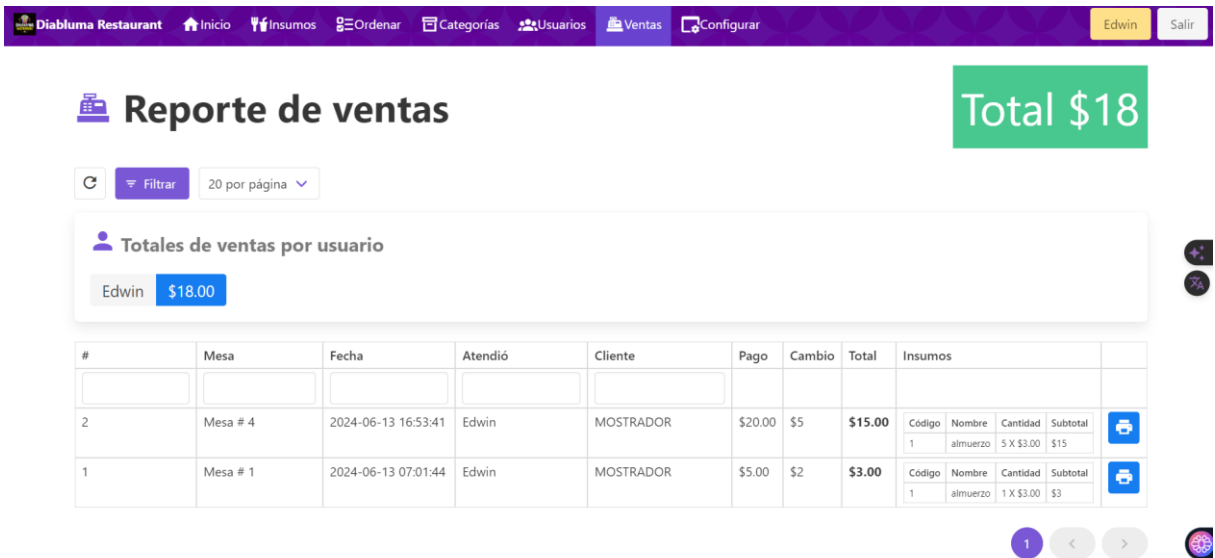 Diabluma Restaurant Inicio Insumos Ordenar Categorías Usuarios Ventas Configurar Edwin Salir
Reporte de ventas
Total $18
Filtrar 20 por página
Totales de ventas por usuario
Edwin $18.00
# Mesa Fecha Atendió Cliente Pago Cambio Total Insumos
2 Mesa # 4 2024-06-13 16:53:41 Edwin MOSTRADOR $20.00 $5 $15.00
Código Nombre Cantidad Subtotal
1 almuerzo 5 X $3.00 $15
1 Mesa # 1 2024-06-13 07:01:44 Edwin MOSTRADOR $5.00 $2 $3.00
Código Nombre Cantidad Subtotal
1 almuerzo 1 X $3.00 $3
1